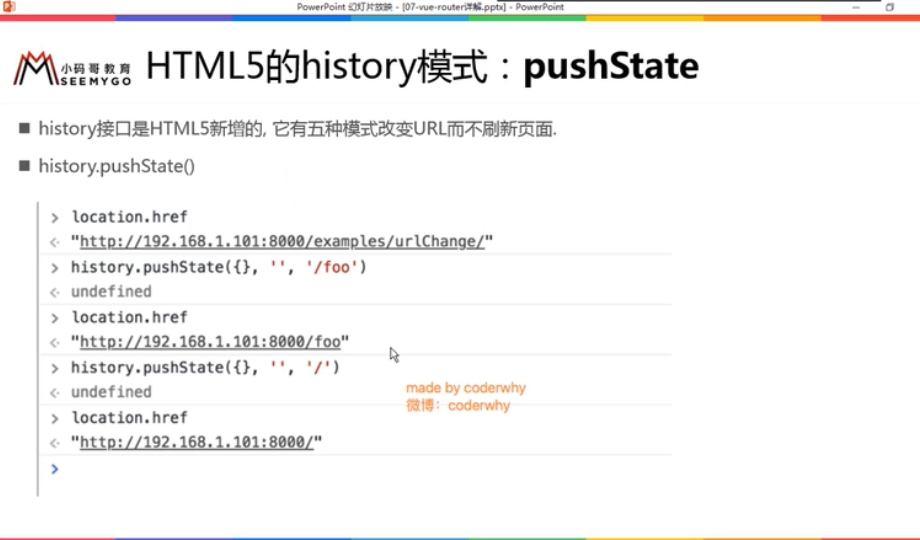 PowerPoint 幻灯片放映 - [07-vue-router详解.pptx] - PowerPoint
小码哥教育
SEEMYGO
HTML5的history模式：pushState
■ history接口是HTML5新增的, 它有五种模式改变URL而不刷新页面.
■ history.pushState()
> location.href
<· "http://192.168.1.101:8000/examples/urlChange/"
> history.pushState({}, '', '/foo')
<· undefined
> location.href
<· "http://192.168.1.101:8000/foo"
> history.pushState({}, '', '/')
<· undefined
> location.href
<· "http://192.168.1.101:8000/"
>
made by coderwhy
微博：coderwhy